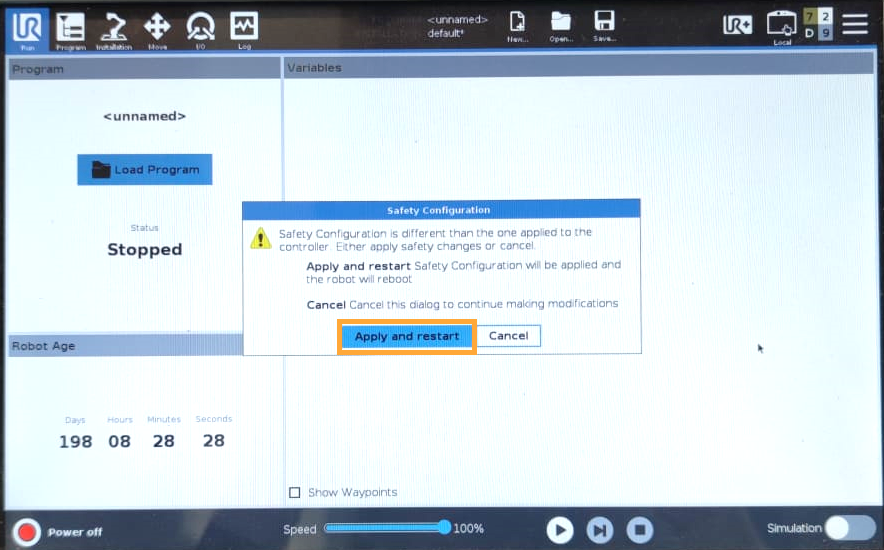 UR
Run
Program
Installation
Move
I/O
Log
<unnamed>
default*
New...
Open...
Save...
UR+
Local
7 2
D 9
Program
Variables
<unnamed>
Load Program
Status
Stopped
Safety Configuration
Safety Configuration is different than the one applied to the
controller. Either apply safety changes or cancel.
Apply and restart Safety Configuration will be applied and
the robot will reboot
Cancel Cancel this dialog to continue making modifications
Apply and restart
Cancel
Robot Age
Days Hours Minutes Seconds
198 08 28 28
Show Waypoints
Power off
Speed
100%
Simulation